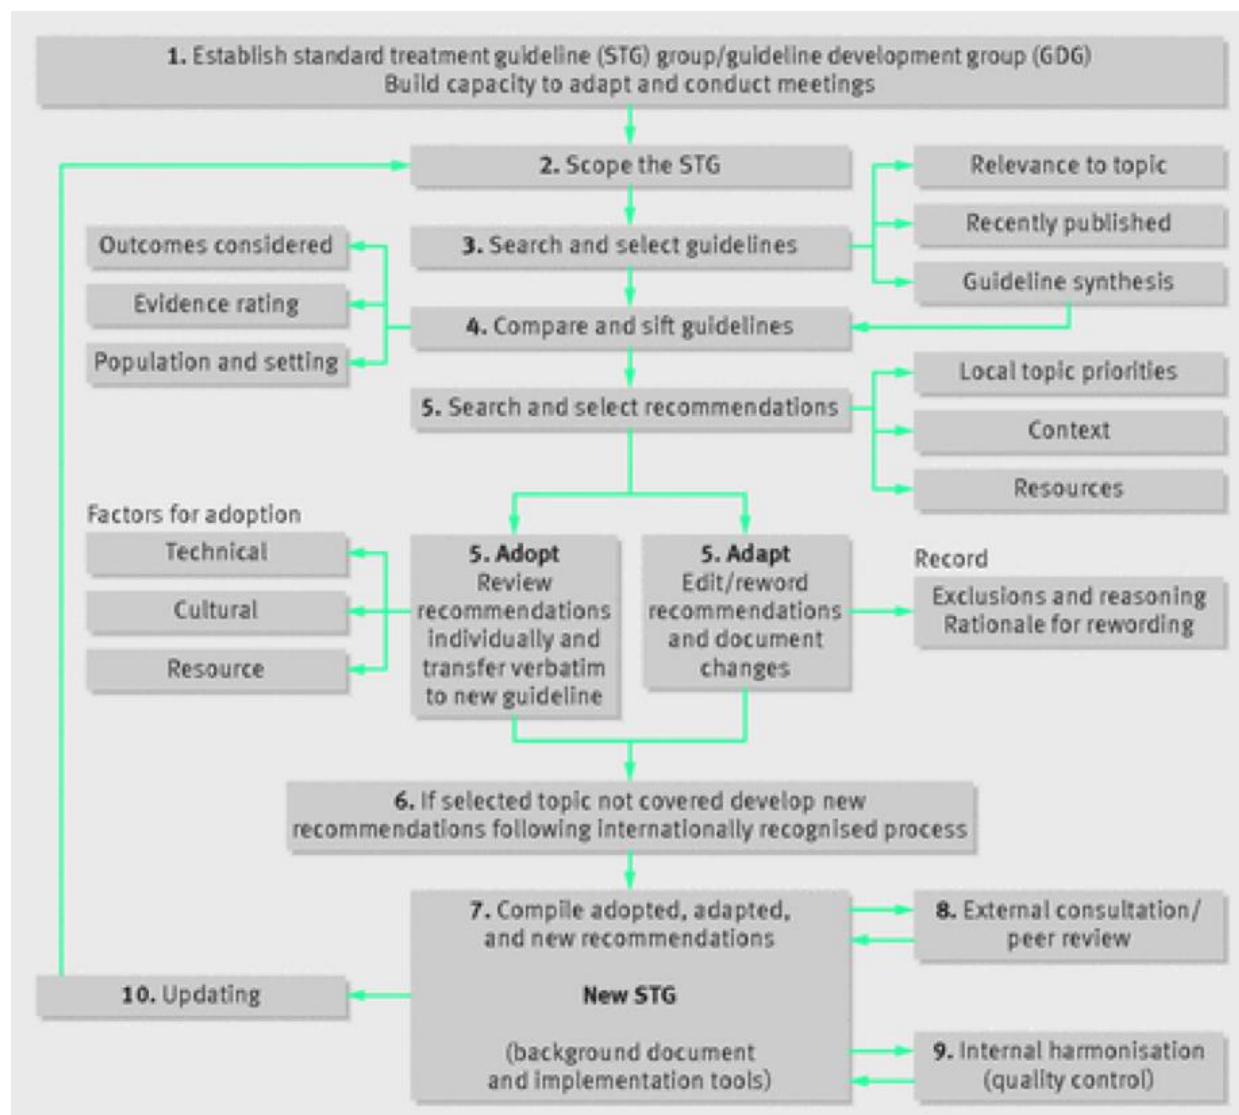 1. Establish standard treatment guideline (STG) group/guideline development group (GDG)
Build capacity to adapt and conduct meetings
2. Scope the STG
Relevance to topic
Recently published
Outcomes considered
3. Search and select guidelines
Guideline synthesis
Evidence rating
4. Compare and sift guidelines
Population and setting
Local topic priorities
5. Search and select recommendations
Context
Resources
Factors for adoption
Technical
Cultural
Resource
5. Adopt
Review
recommendations
individually and
transfer verbatim
to new guideline
5. Adapt
Edit/reword
recommendations
and document
changes
Record
Exclusions and reasoning
Rationale for rewording
6. If selected topic not covered develop new
recommendations following internationally recognised process
7. Compile adopted, adapted,
and new recommendations
8. External consultation/
peer review
10. Updating
New STG
(background document
and implementation tools)
9. Internal harmonisation
(quality control)